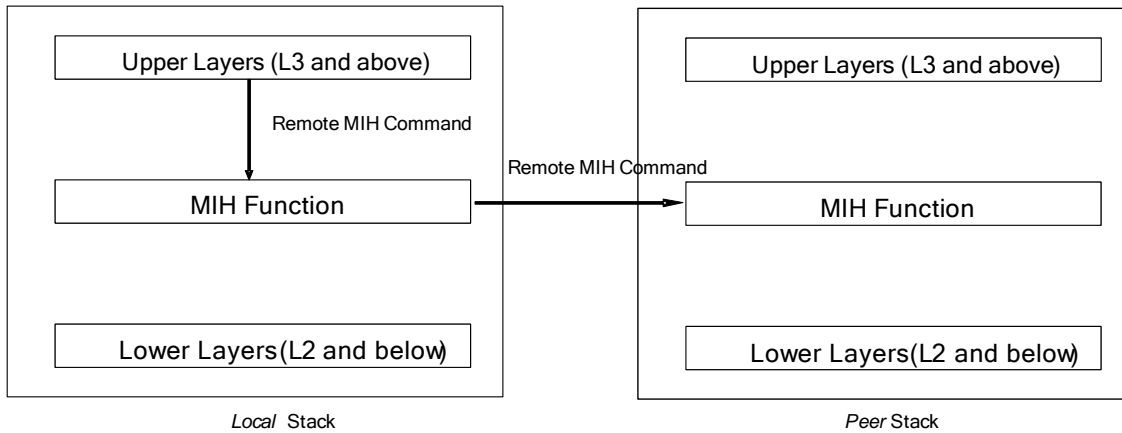 Upper Layers (L3 and above)
Remote MIH Command
MIH Function
Lower Layers(L2 and below)
Local Stack
Remote MIH Command
Upper Layers (L3 and above)
MIH Function
Lower Layers(L2 and below)
Peer Stack